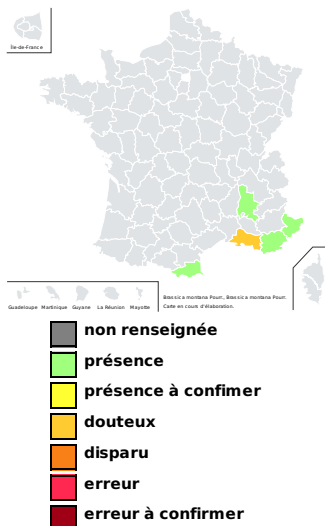 Île-de-France
Guadeloupe Martinique Guyane La Réunion Mayotte
Brassica montana Pourr., Brassica montana Pourr.
Carte en cours d'élaboration.
non renseignée
présence
présence à confimer
douteux
disparu
erreur
erreur à confirmer